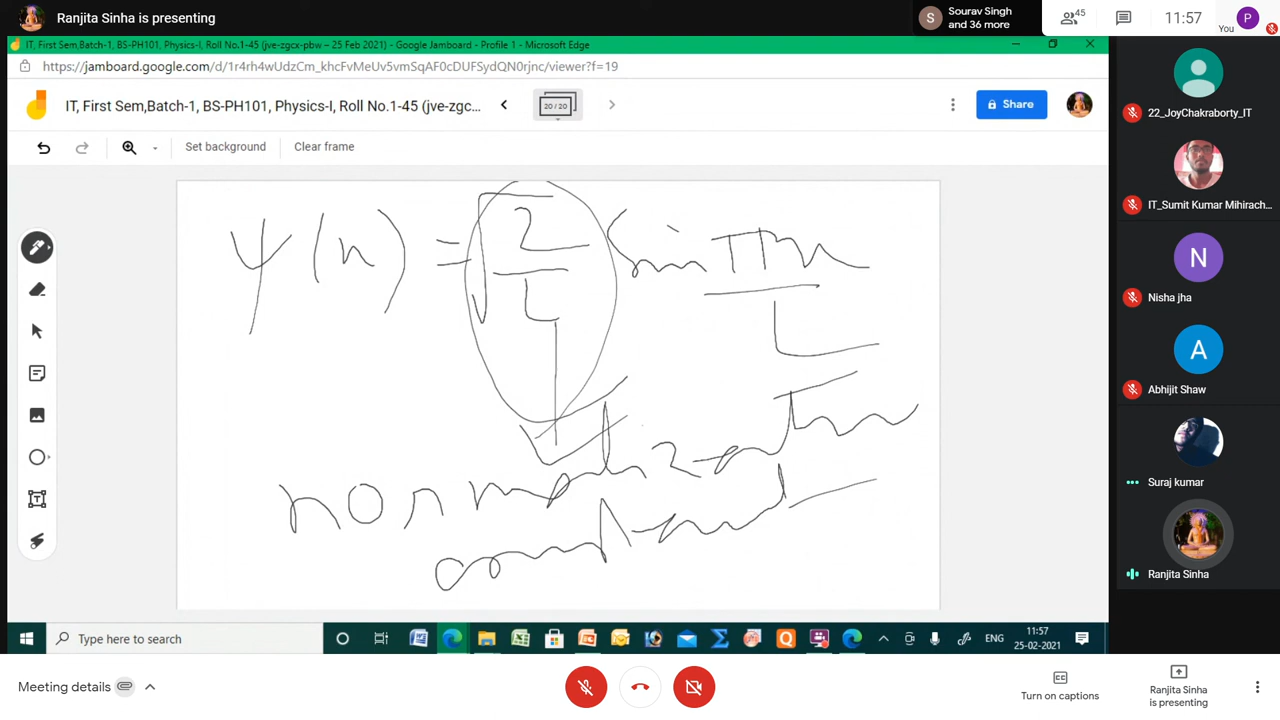 Ranjita Sinha is presenting
Sourav Singh
and 36 more
45
11:57
P
You
S
IT, First Sem,Batch-1, BS-PH101, Physics-I, Roll No.1-45 (jve-zgcx-pbw – 25 Feb 2021) - Google Jamboard - Profile 1 - Microsoft Edge
https://jamboard.google.com/d/1r4rh4wUdzCm_khcFvMeUv5vmSqAF0cDUFSydQN0rjnc/viewer?f=19
IT, First Sem,Batch-1, BS-PH101, Physics-I, Roll No.1-45 (jve-zgc...
20 / 20
Share
Set background
Clear frame
ψ(x) = √2/L Sin πx/L
normalization
constant
22_JoyChakraborty_IT
IT_Sumit Kumar Mihirach...
N
Nisha jha
A
Abhijit Shaw
Suraj kumar
Ranjita Sinha
Type here to search
ENG
11:57
25-02-2021
Meeting details
Turn on captions
Ranjita Sinha
is presenting